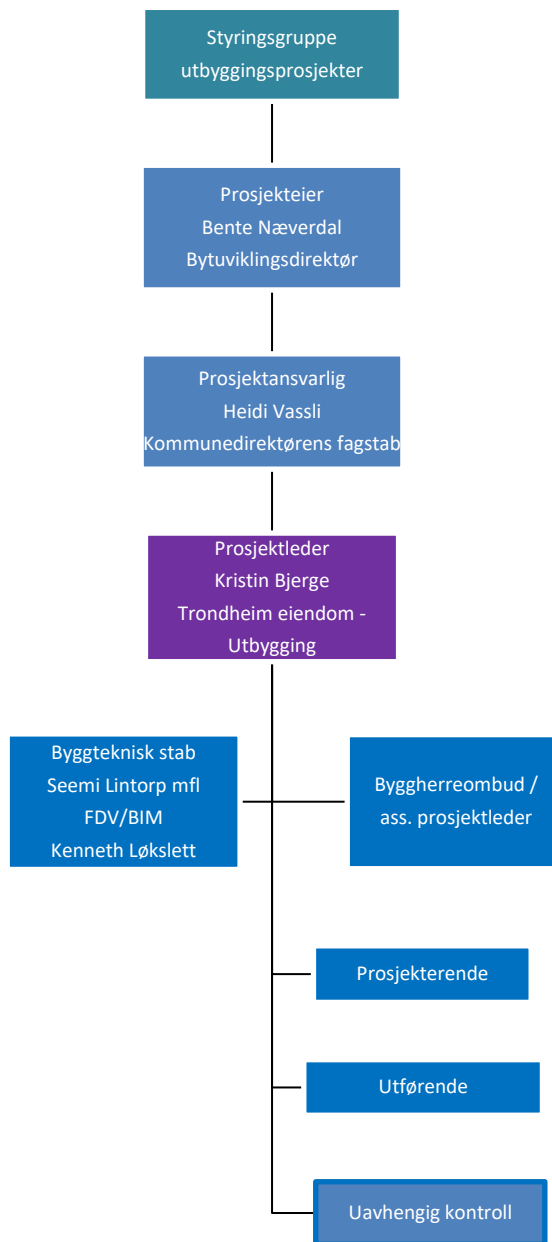 Styringsgruppe
utbyggingsprosjekter
Prosjekteier
Bente Næverdal
Bytuviklingsdirektør
Prosjektansvarlig
Heidi Vassli
Kommunedirektørens fagstab
Prosjektleder
Kristin Bjerge
Trondheim eiendom -
Utbygging
Byggteknisk stab
Seemi Lintorp mfl
FDV/BIM
Kenneth Løkslett
Byggherreombud /
ass. prosjektleder
Prosjekterende
Utførende
Uavhengig kontroll